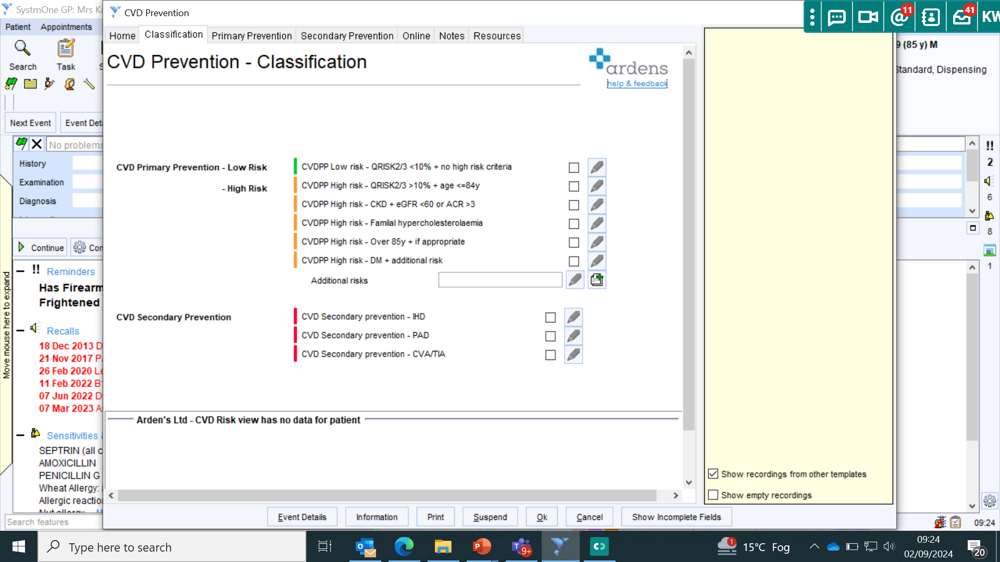 SystmOne GP: Mrs Ka
CVD Prevention
11
41
KW
Patient Appointments
Home Classification Primary Prevention Secondary Prevention Online Notes Resources
9 (85 y) M
Search Task
CVD Prevention - Classification
ardens
help & feedback
Standard, Dispensing
Next Event Event Deta
No problems
History
Examination
Diagnosis
CVD Primary Prevention - Low Risk
- High Risk
CVDPP Low risk - QRISK2/3 <10% + no high risk criteria
CVDPP High risk - QRISK2/3 >10% + age <=84y
CVDPP High risk - CKD + eGFR <60 or ACR >3
CVDPP High risk - Familal hypercholesterolaemia
CVDPP High risk - Over 85y + if appropriate
CVDPP High risk - DM + additional risk
Additional risks
CVD Secondary Prevention
CVD Secondary prevention - IHD
CVD Secondary prevention - PAD
CVD Secondary prevention - CVA/TIA
Arden's Ltd - CVD Risk view has no data for patient
!!
2
6
8
1
Continue Con
!! Reminders
Has Firearm
Frightened
Recalls
18 Dec 2013 D
21 Nov 2017 P
26 Feb 2020 Le
11 Feb 2022 B
07 Jun 2022 D
07 Mar 2023 As
Sensitivities &
SEPTRIN (all c
AMOXICILLIN
PENICILLIN G
Wheat Allergy:
Allergic reaction
Nut allergy
Move mouse here to expand
Show recordings from other templates
Show empty recordings
Event Details Information Print Suspend Ok Cancel Show Incomplete Fields
Search features
09:24
Type here to search
9+
1
15°C Fog
09:24
02/09/2024
20